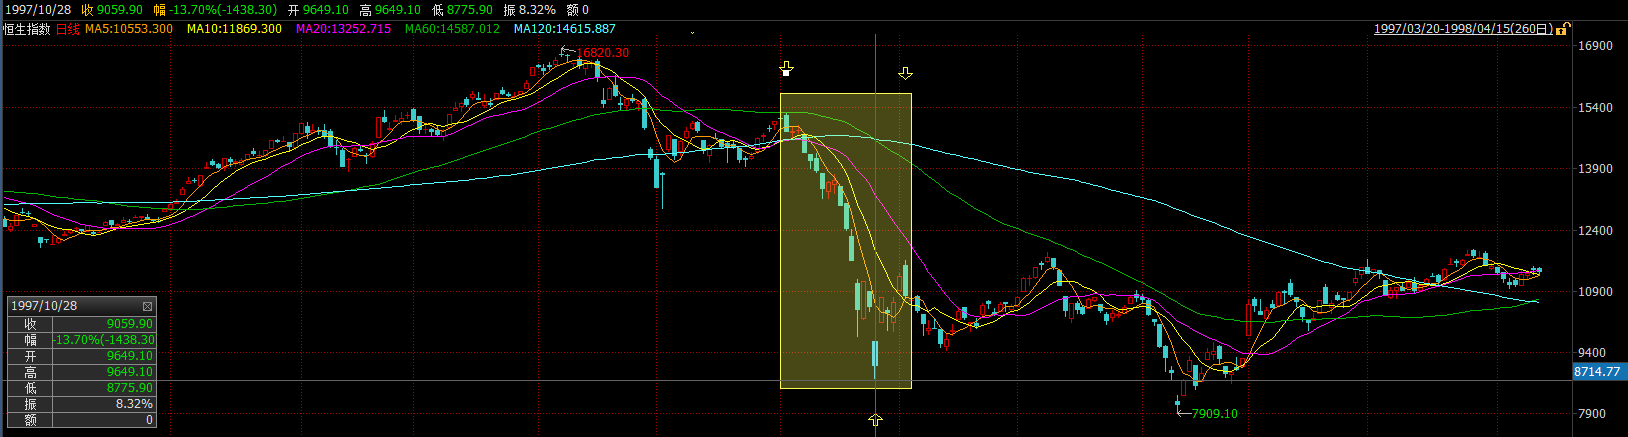 1997/10/28 收 9059.90 幅 -13.70%(-1438.30) 开 9649.10 高 9649.10 低 8775.90 振 8.32% 额 0
恒生指数 日线 MA5:10553.300 MA10:11869.300 MA20:13252.715 MA60:14587.012 MA120:14615.887 1997/03/20-1998/04/15(260日)
16900
16820.30
15400
13900
12400
10900
9400
8714.77
7909.10
7900
1997/10/28
收 9059.90
幅 -13.70%(-1438.30
开 9649.10
高 9649.10
低 8775.90
振 8.32%
额 0